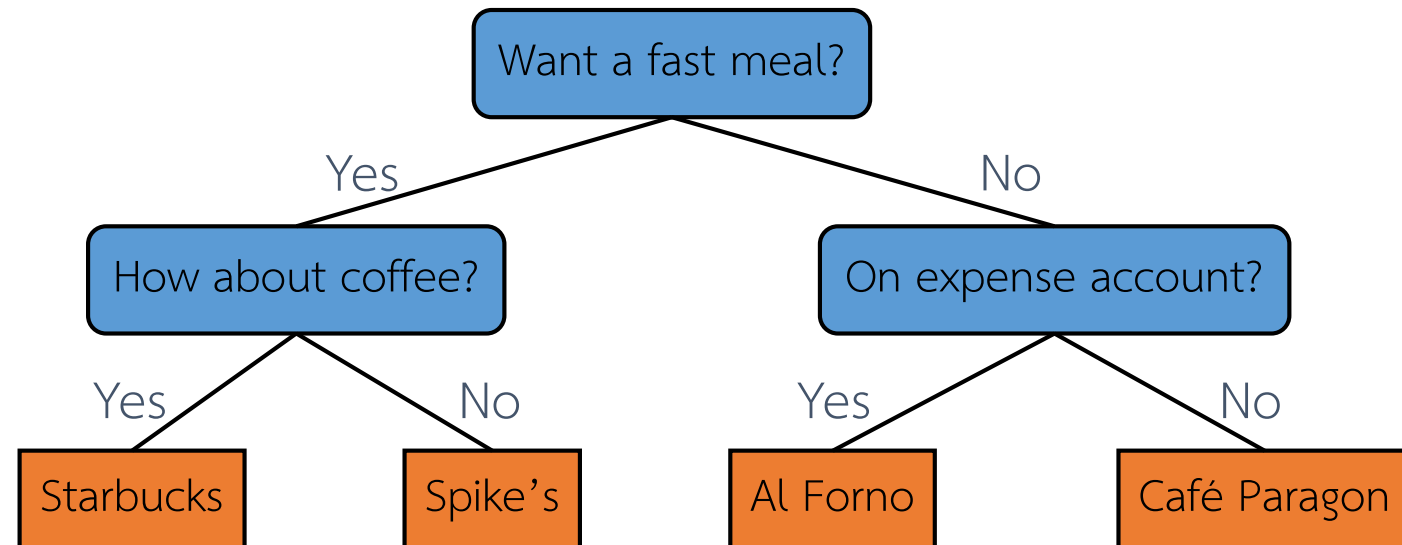 Want a fast meal?
Yes
No
How about coffee?
On expense account?
Yes
No
Yes
No
Starbucks
Spike’s
Al Forno
Café Paragon